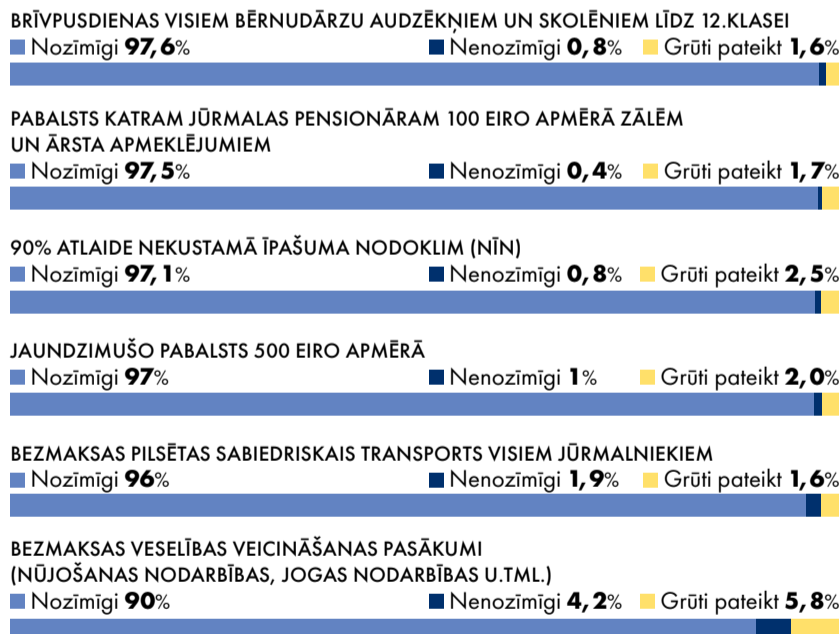 BRĪVPUSDIENAS VISIEM BĒRNUDĀRZU AUDZĒKŅIEM UN SKOLĒNIEM LĪDZ 12.KLASEI
Nozīmīgi 97,6% Nenozīmīgi 0,8% Grūti pateikt 1,6%
PABALSTS KATRAM JŪRMALAS PENSIONĀRAM 100 EIRO APMĒRĀ ZĀLĒM
UN ĀRSTA APMEKLĒJUMIEM
Nozīmīgi 97,5% Nenozīmīgi 0,4% Grūti pateikt 1,7%
90% ATLAIDE NEKUSTAMĀ ĪPAŠUMA NODOKLIM (NĪN)
Nozīmīgi 97,1% Nenozīmīgi 0,8% Grūti pateikt 2,5%
JAUNDZIMUŠO PABALSTS 500 EIRO APMĒRĀ
Nozīmīgi 97% Nenozīmīgi 1% Grūti pateikt 2,0%
BEZMAKSAS PILSĒTAS SABIEDRISKAIS TRANSPORTS VISIEM JŪRMALNIEKIEM
Nozīmīgi 96% Nenozīmīgi 1,9% Grūti pateikt 1,6%
BEZMAKSAS VESELĪBAS VEICINĀŠANAS PASĀKUMI
(NŪJOŠANAS NODARBĪBAS, JOGAS NODARBĪBAS U.TML.)
Nozīmīgi 90% Nenozīmīgi 4,2% Grūti pateikt 5,8%